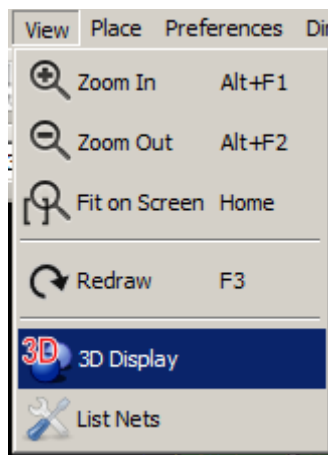 View Place Preferences Di
Zoom In Alt+F1
Zoom Out Alt+F2
Fit on Screen Home
Redraw F3
3D 3D Display
List Nets